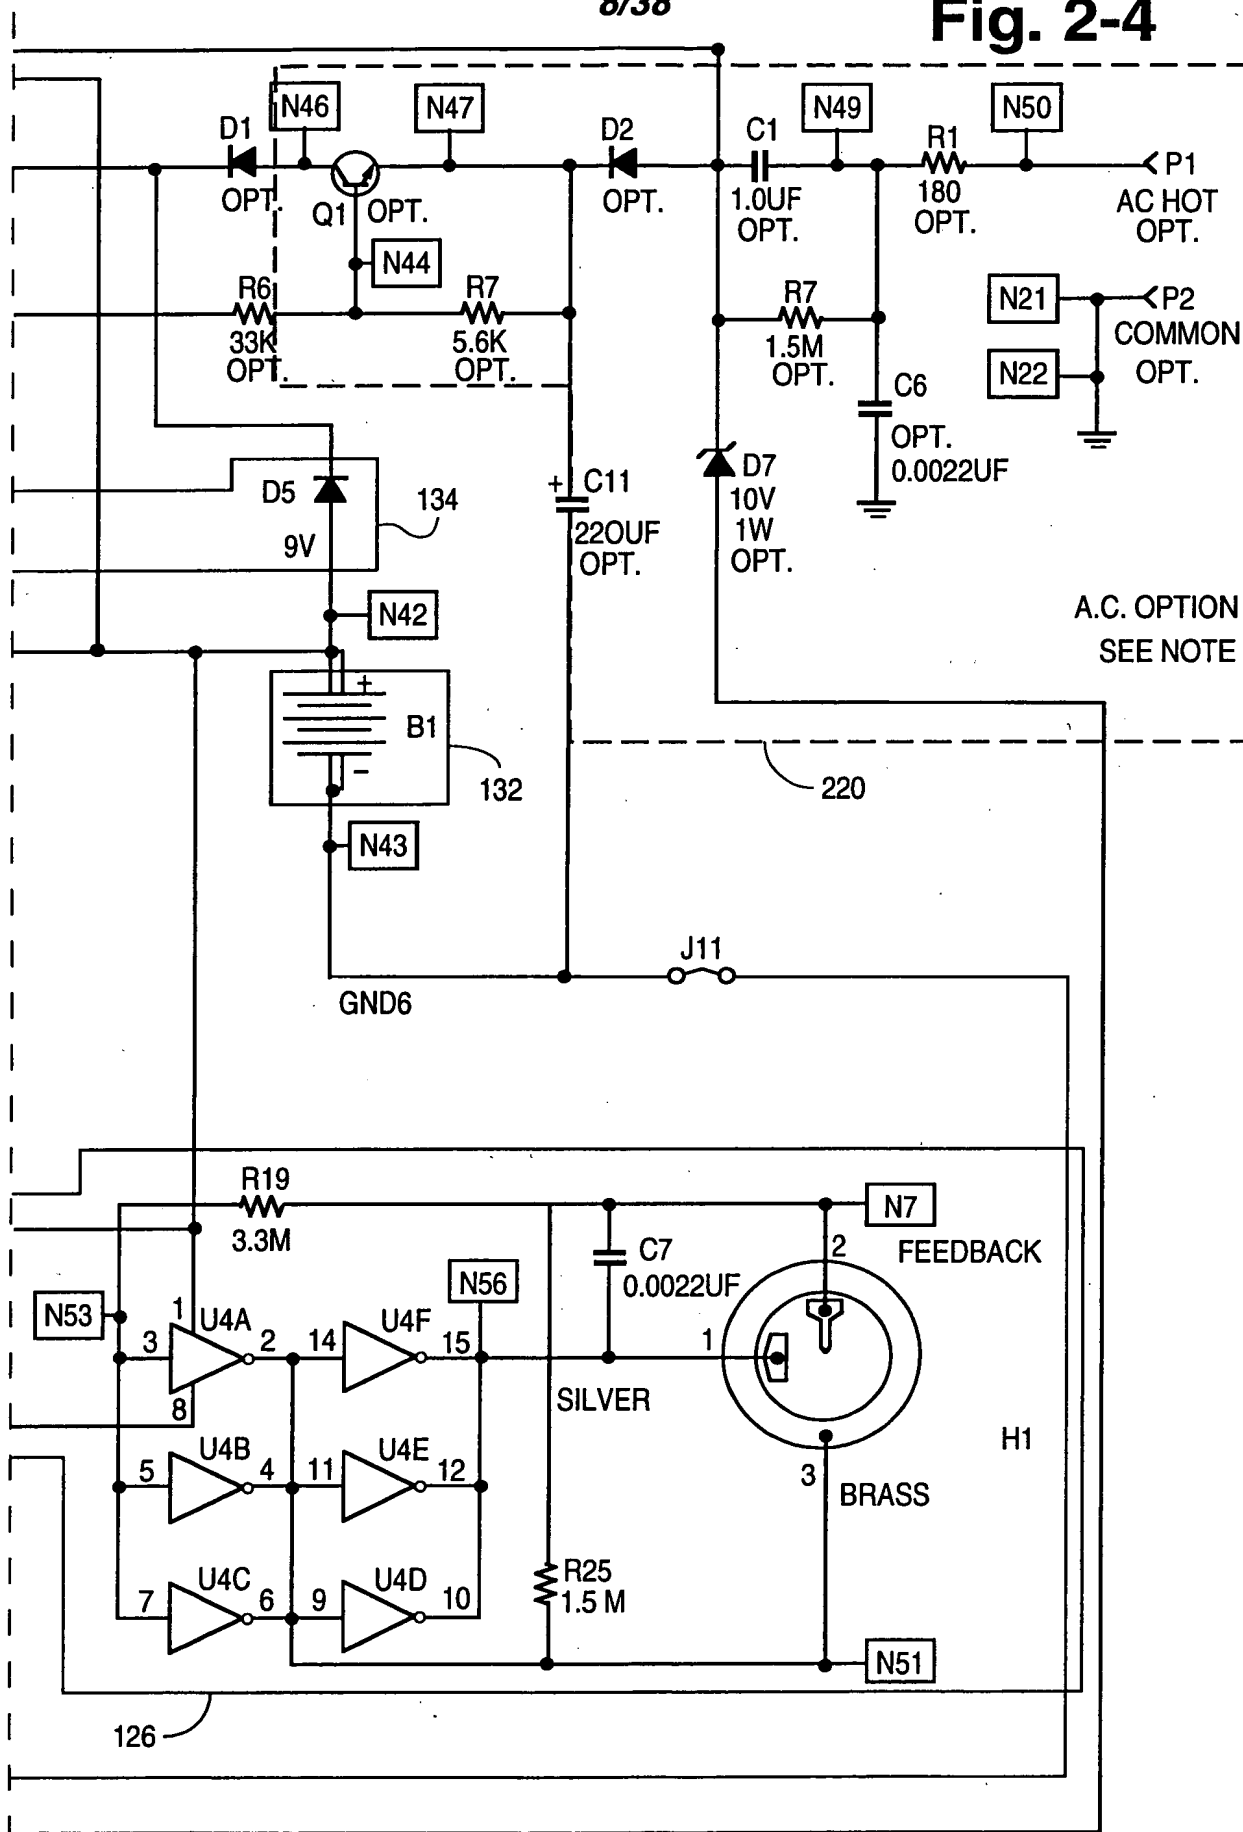 8/38
Fig. 2-4
N46
N47
N49
N50
D1
OPT.
Q1
OPT.
D2
OPT.
C1
1.0UF
OPT.
R1
180
OPT.
P1
AC HOT
OPT.
N44
R6
33K
OPT.
R7
5.6K
OPT.
R7
1.5M
OPT.
N21
P2
COMMON
OPT.
N22
C6
OPT.
0.0022UF
D5
9V
134
+
C11
220UF
OPT.
D7
10V
1W
OPT.
N42
A.C. OPTION
SEE NOTE
+
B1
−
132
220
N43
J11
GND6
R19
3.3M
N7
2
FEEDBACK
C7
0.0022UF
N56
N53
1
U4A
3
2
8
14
U4F
15
1
SILVER
U4B
5
4
11
U4E
12
H1
3
BRASS
U4C
7
6
9
U4D
10
R25
1.5 M
N51
126